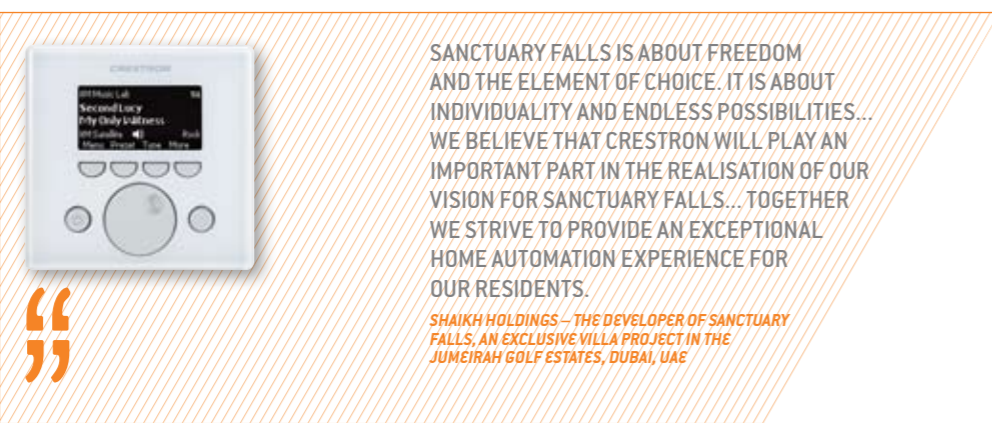 CRESTRON
XM Music Lab
Second Lucy
My Only Witness
XM Satellite
Rock
Menu Preset Tune More
SANCTUARY FALLS IS ABOUT FREEDOM
AND THE ELEMENT OF CHOICE. IT IS ABOUT
INDIVIDUALITY AND ENDLESS POSSIBILITIES...
WE BELIEVE THAT CRESTRON WILL PLAY AN
IMPORTANT PART IN THE REALISATION OF OUR
VISION FOR SANCTUARY FALLS... TOGETHER
WE STRIVE TO PROVIDE AN EXCEPTIONAL
HOME AUTOMATION EXPERIENCE FOR
OUR RESIDENTS.
SHAIKH HOLDINGS – THE DEVELOPER OF SANCTUARY
FALLS, AN EXCLUSIVE VILLA PROJECT IN THE
JUMEIRAH GOLF ESTATES, DUBAI, UAE